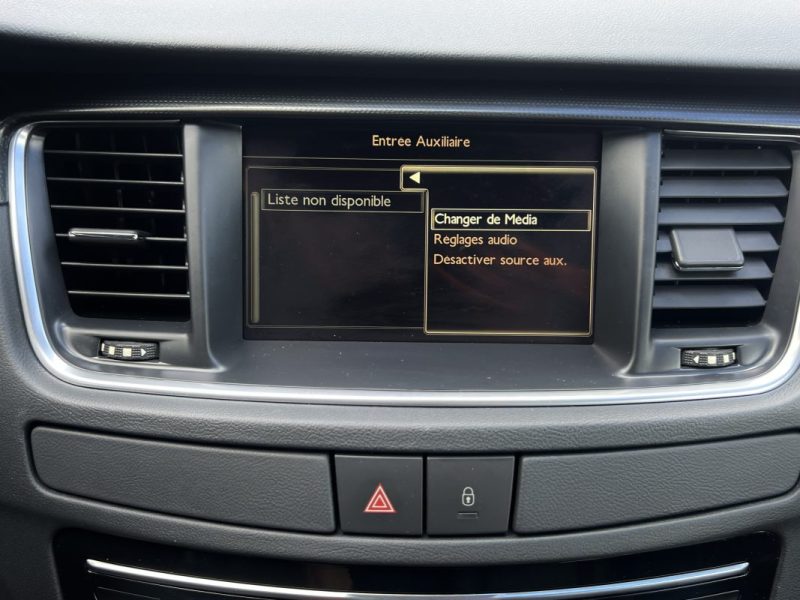 Entree Auxiliaire
Liste non disponible
Changer de Media
Reglages audio
Desactiver source aux.